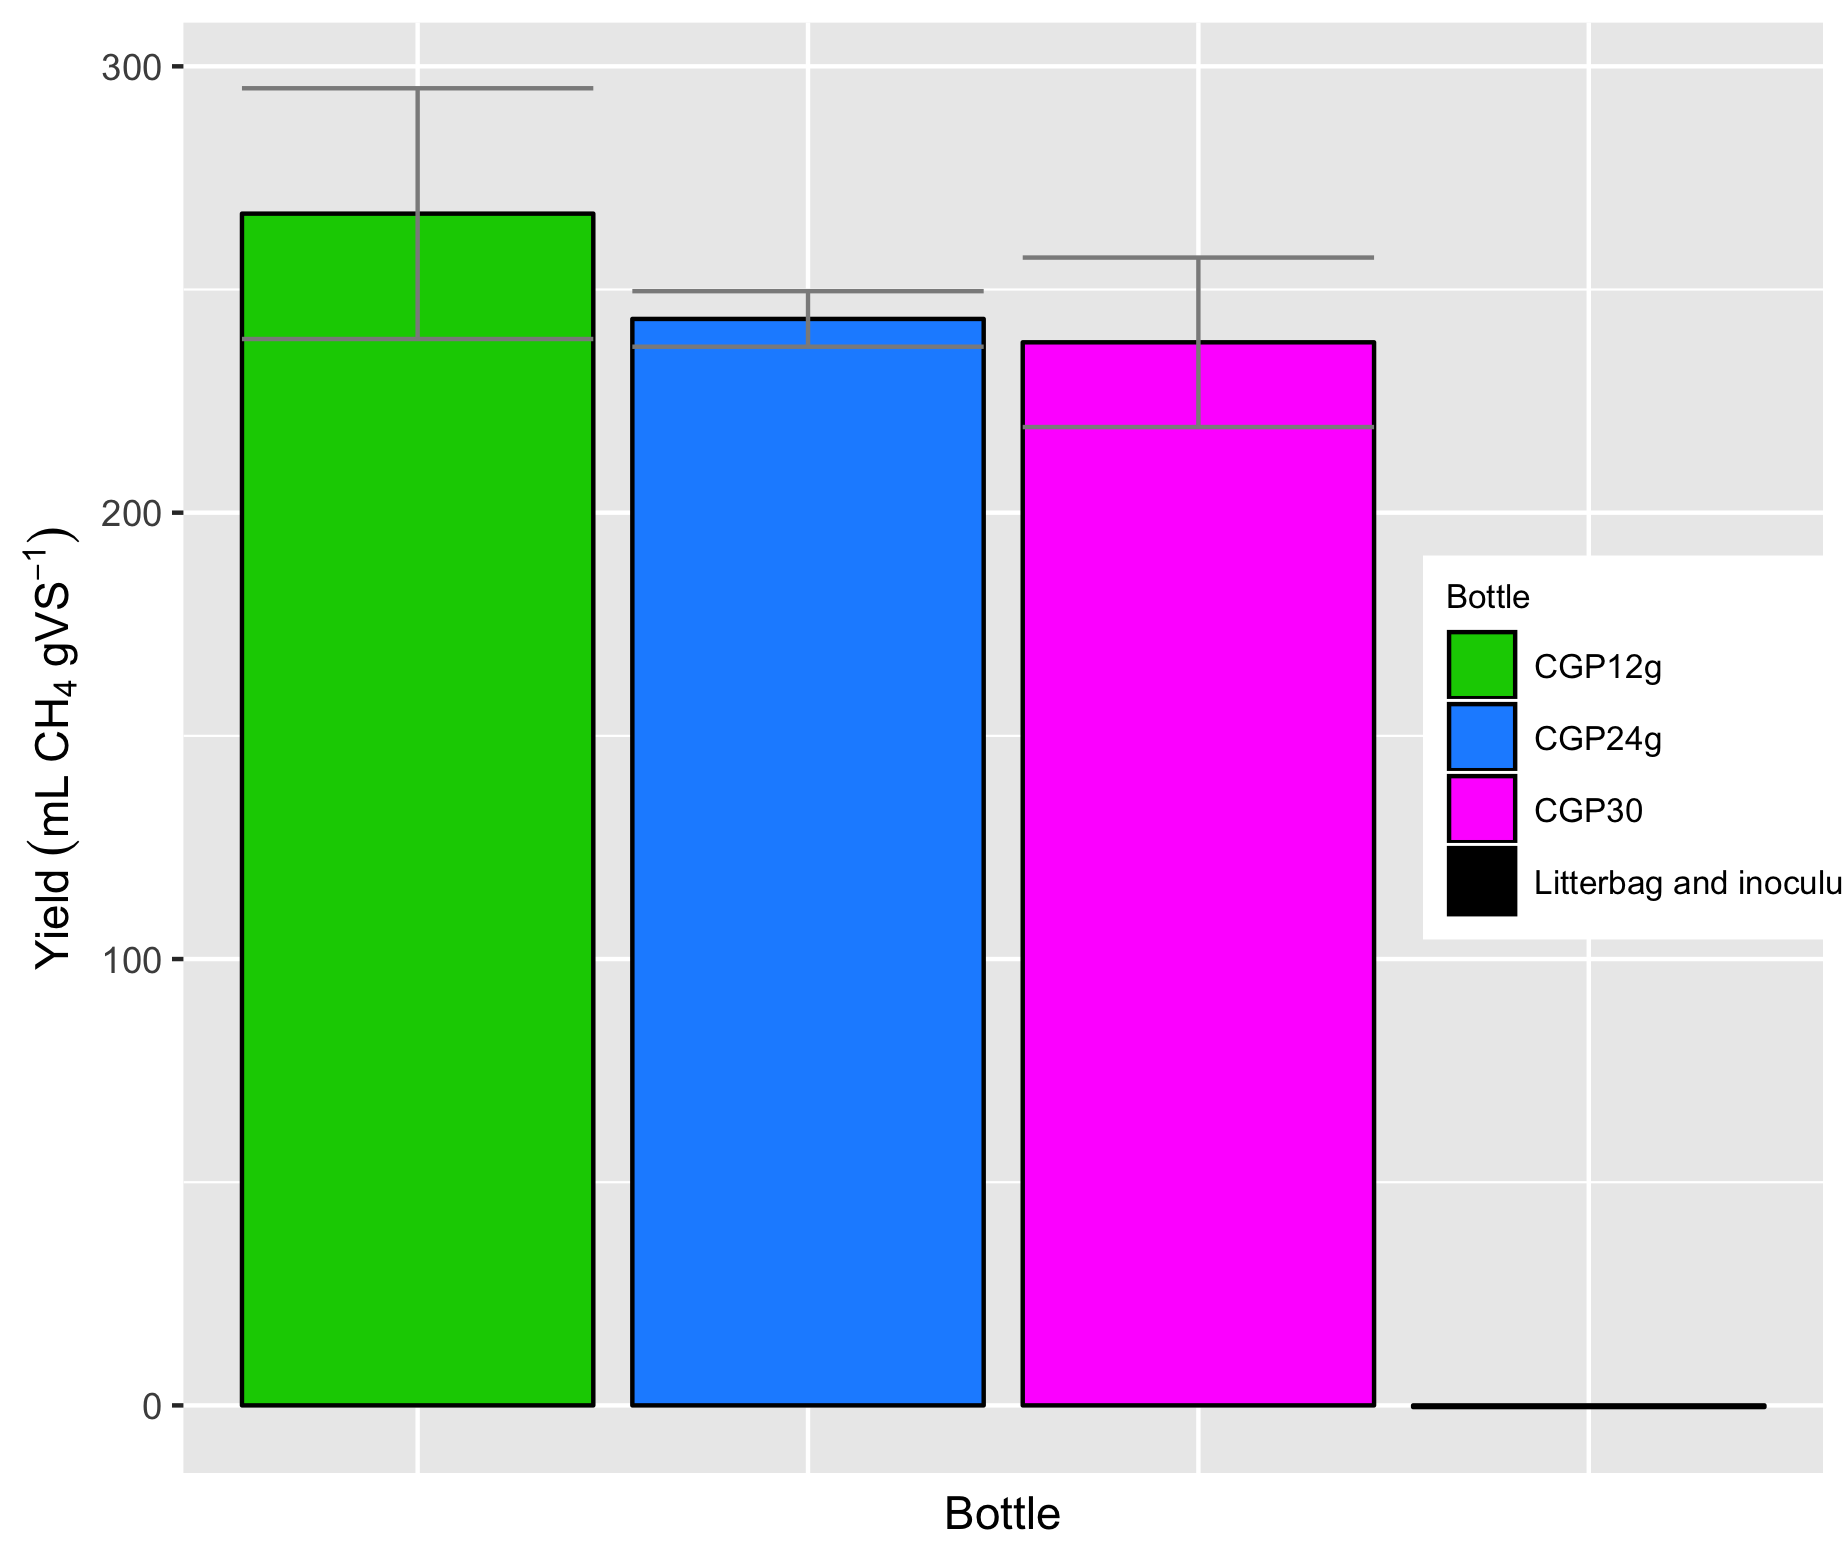 300
200
100
0
Yield (mL CH₄ gVS⁻¹)
Bottle
CGP12g
CGP24g
CGP30
Litterbag and inoculu
Bottle